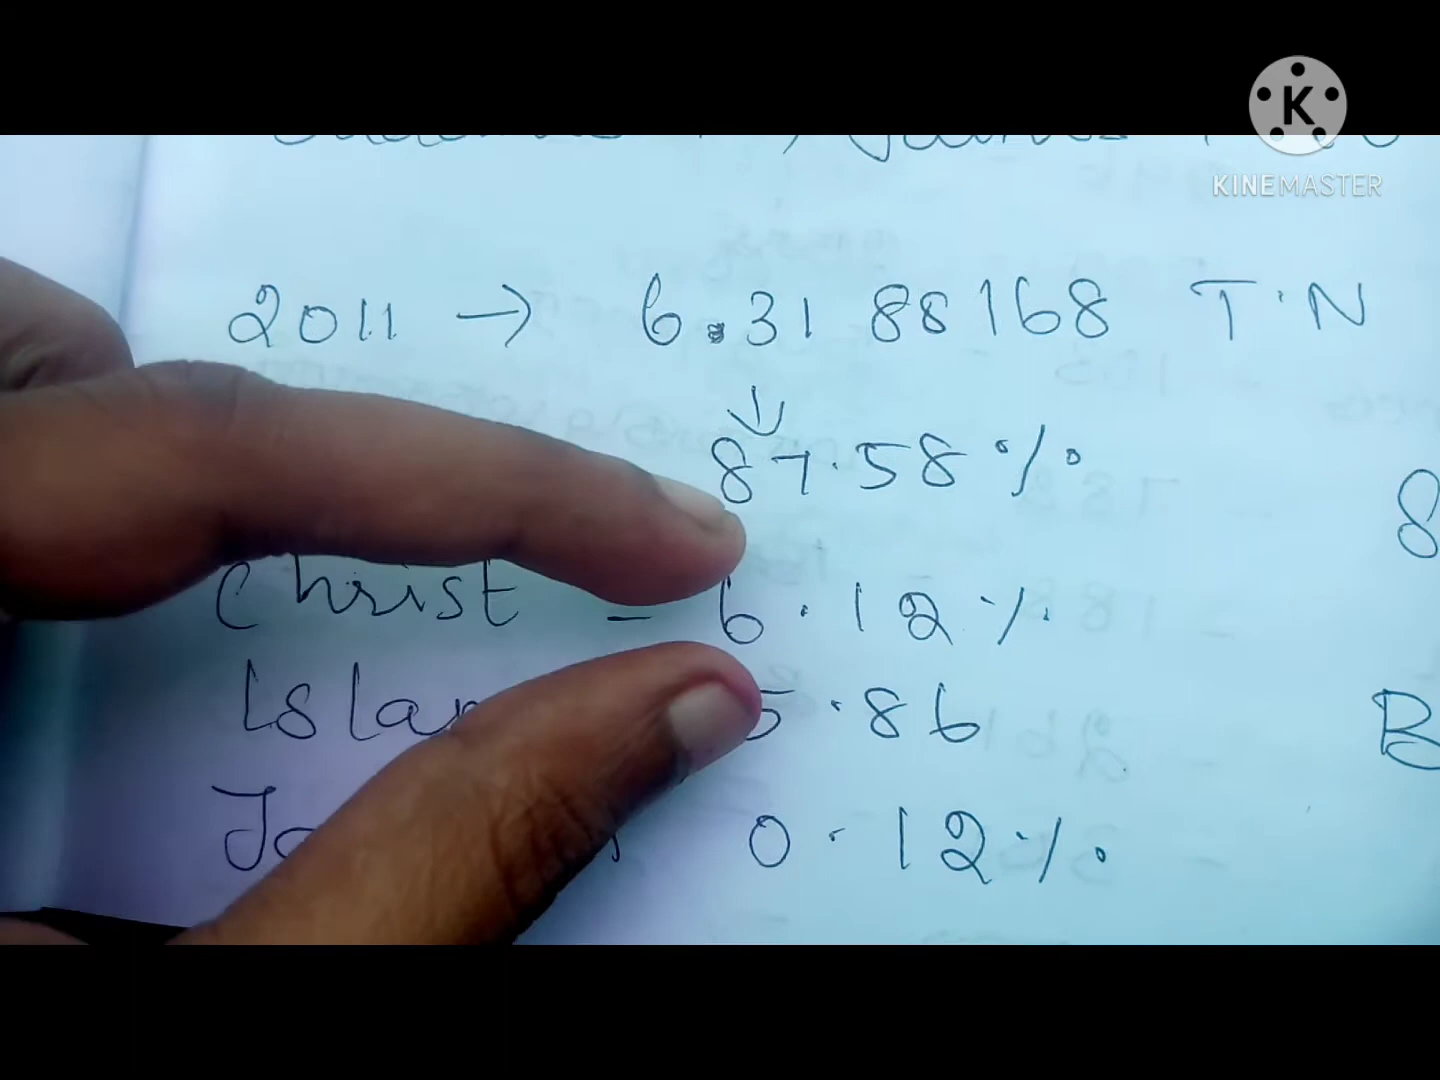 KINEMASTER
2011 → 6.31 88168 T.N
87.58%
Christ - 6.12%
5.86
0.12%